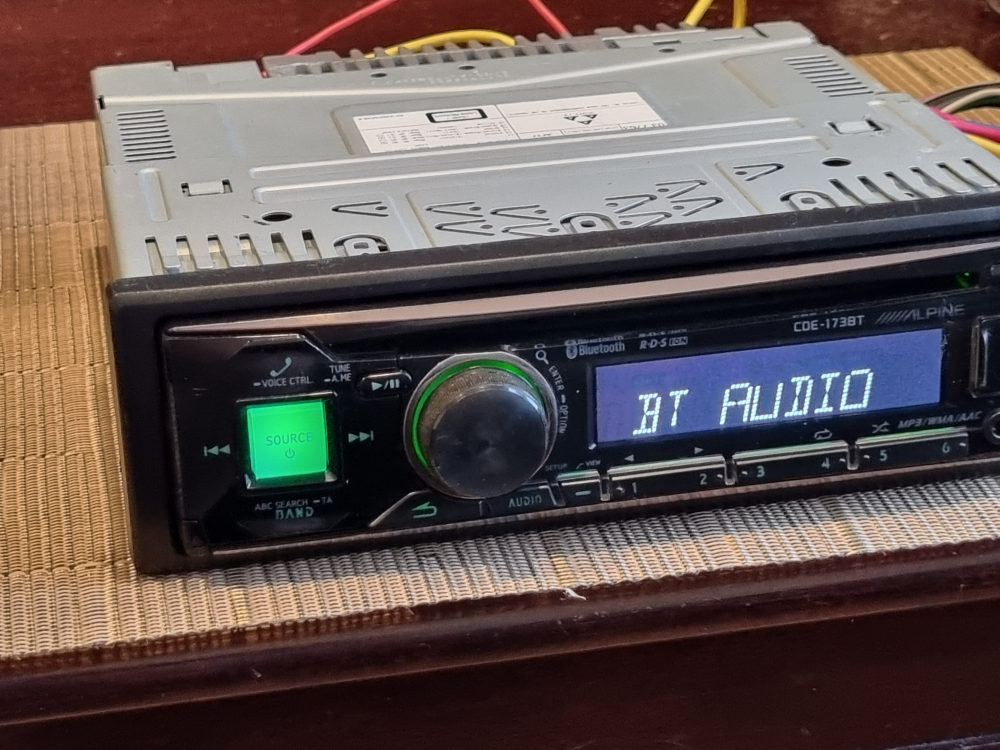 CDE-173BT ALPINE
Bluetooth
R·D·S EON
BT AUDIO
VOICE CTRL
TUNE
A.ME
ENTER
OPTION
SOURCE
ABC SEARCH TA
BAND
AUDIO
SETUP
VIEW
MP3/WMA/AAC
1 2 3 4 5 6